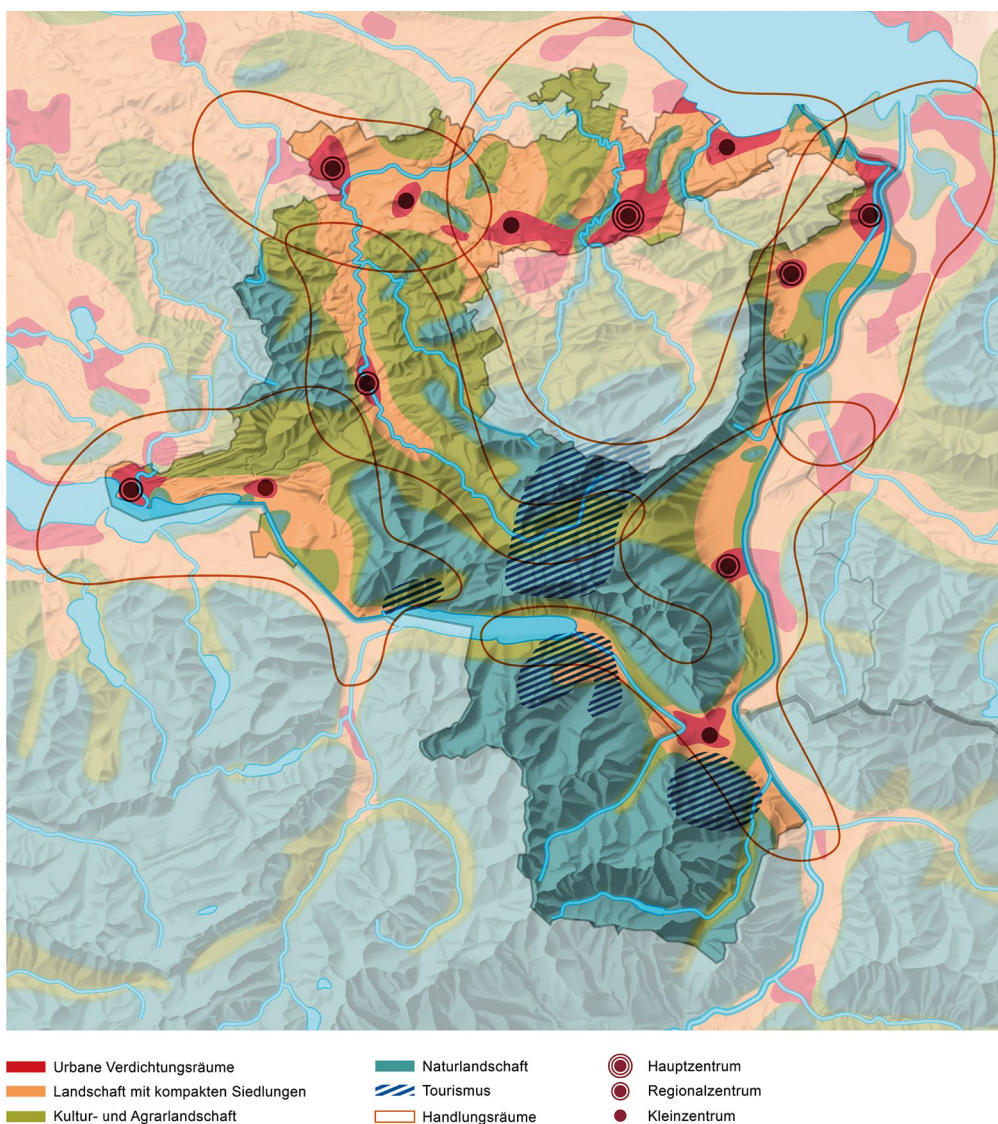 Urbane Verdichtungsräume
Landschaft mit kompakten Siedlungen
Kultur- und Agrarlandschaft
Naturlandschaft
Tourismus
Handlungsräume
Hauptzentrum
Regionalzentrum
Kleinzentrum